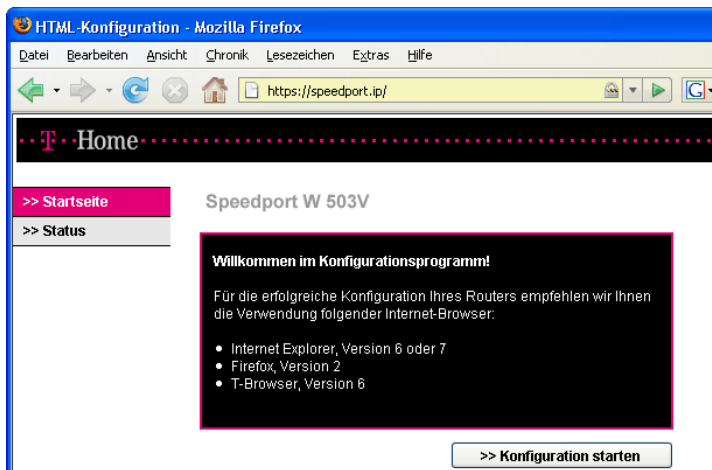 HTML-Konfiguration - Mozilla Firefox
Datei Bearbeiten Ansicht Chronik Lesezeichen Extras Hilfe
https://speedport.ip/
G
··T··Home
>> Startseite
>> Status
Speedport W 503V
Willkommen im Konfigurationsprogramm!
Für die erfolgreiche Konfiguration Ihres Routers empfehlen wir Ihnen
die Verwendung folgender Internet-Browser:
• Internet Explorer, Version 6 oder 7
• Firefox, Version 2
• T-Browser, Version 6
>> Konfiguration starten